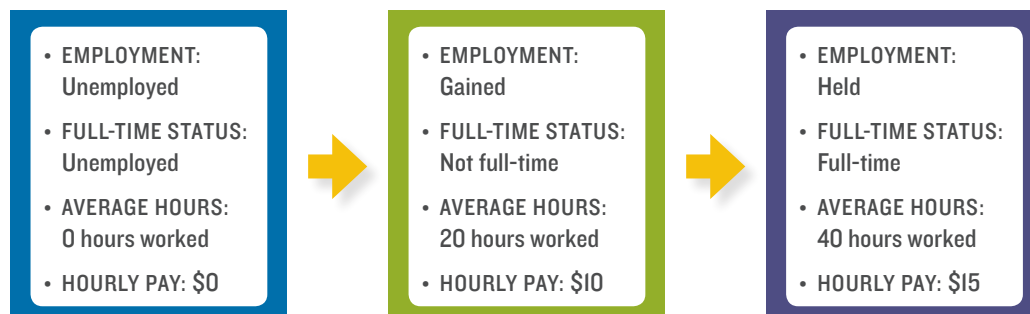 • EMPLOYMENT:
Unemployed
• FULL-TIME STATUS:
Unemployed
• AVERAGE HOURS:
0 hours worked
• HOURLY PAY: $0
• EMPLOYMENT:
Gained
• FULL-TIME STATUS:
Not full-time
• AVERAGE HOURS:
20 hours worked
• HOURLY PAY: $10
• EMPLOYMENT:
Held
• FULL-TIME STATUS:
Full-time
• AVERAGE HOURS:
40 hours worked
• HOURLY PAY: $15